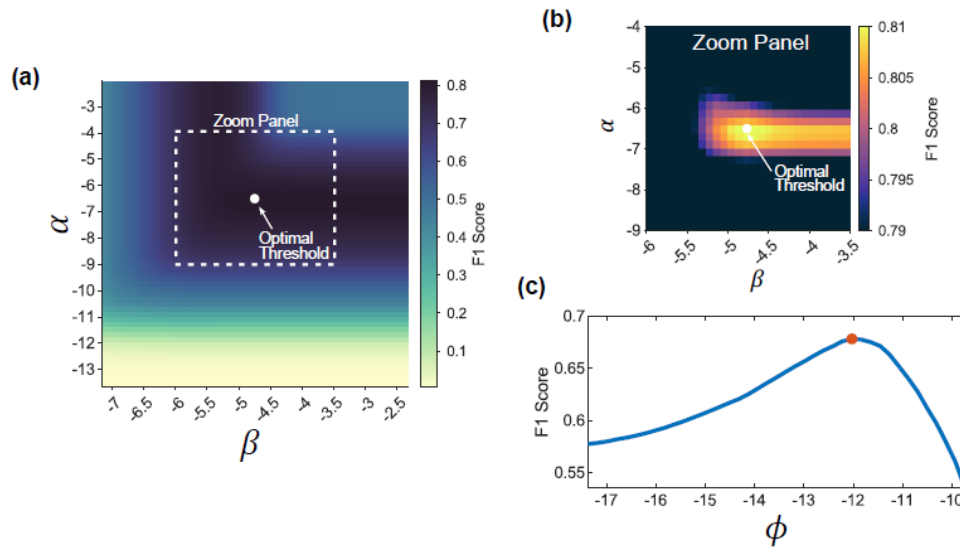 (a)
Zoom Panel
Optimal
Threshold
α
-3
-4
-5
-6
-7
-8
-9
-10
-11
-12
-13
-7
-6.5
-6
-5.5
-5
-4.5
-4
-3.5
-3
-2.5
β
0.8
0.7
0.6
0.5
0.4
0.3
0.2
0.1
F1 Score
(b)
Zoom Panel
Optimal
Threshold
α
-4
-5
-6
-7
-8
-9
-6
-5.5
-5
-4.5
-4
-3.5
β
0.81
0.805
0.8
0.795
0.79
F1 Score
(c)
F1 Score
0.7
0.65
0.6
0.55
-17 -16 -15 -14 -13 -12 -11 -10
ϕ